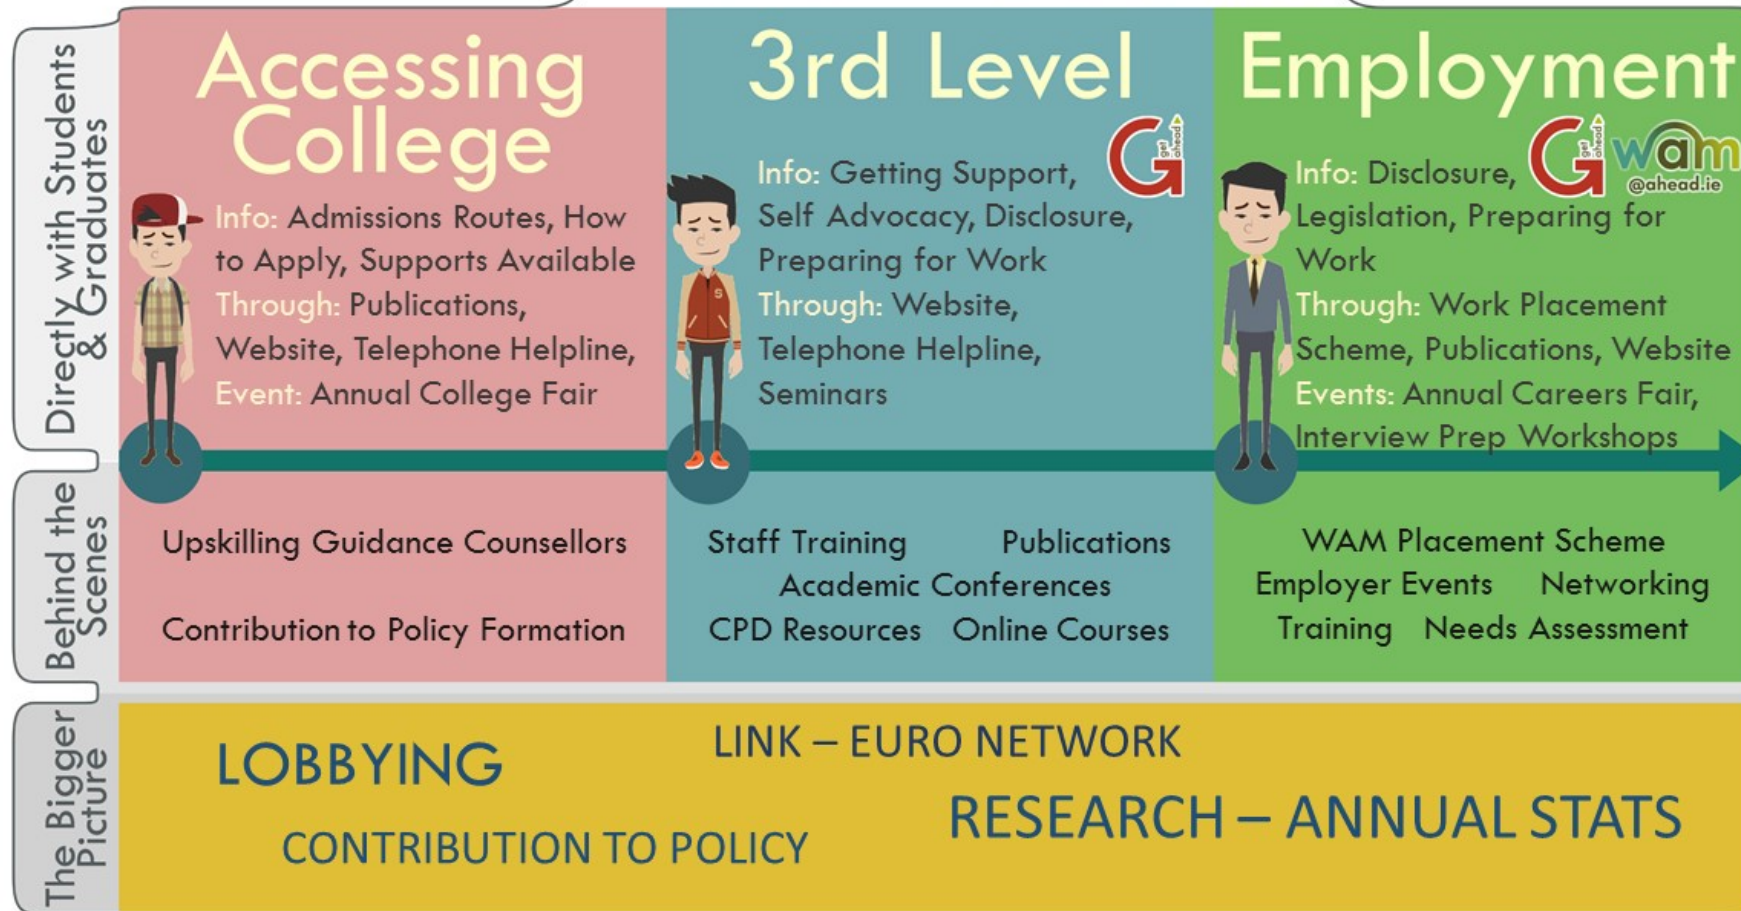 Directly with Students
& Graduates
Accessing
College
Info: Admissions Routes, How
to Apply, Supports Available
Through: Publications,
Website, Telephone Helpline,
Event: Annual College Fair
3rd Level
G
get
ahead
Info: Getting Support,
Self Advocacy, Disclosure,
Preparing for Work
Through: Website,
Telephone Helpline,
Seminars
S
Employment
G
get
ahead
wam
@ahead.ie
Info: Disclosure,
Legislation, Preparing for
Work
Through: Work Placement
Scheme, Publications, Website
Events: Annual Careers Fair,
Interview Prep Workshops
Behind the
Scenes
Upskilling Guidance Counsellors
Contribution to Policy Formation
Staff Training Publications
Academic Conferences
CPD Resources Online Courses
WAM Placement Scheme
Employer Events Networking
Training Needs Assessment
The Bigger
Picture
LOBBYING
LINK – EURO NETWORK
RESEARCH – ANNUAL STATS
CONTRIBUTION TO POLICY